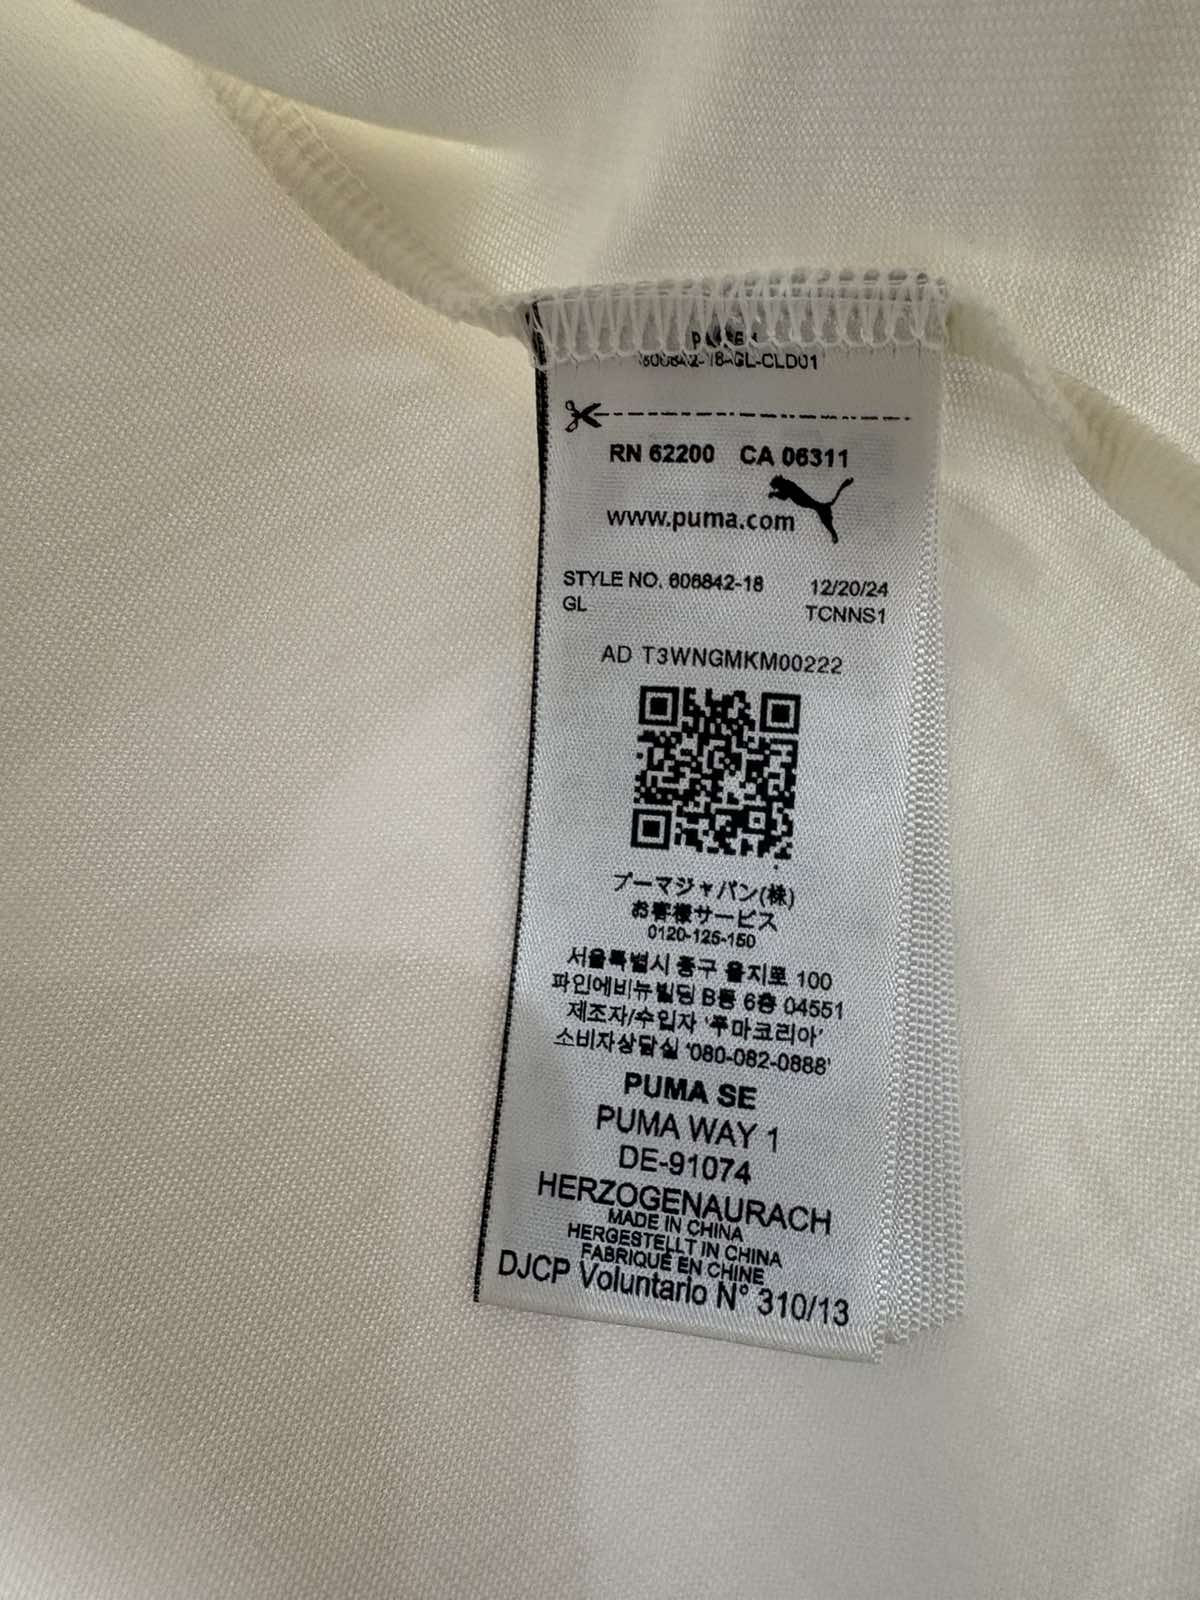 606842-18-GL-CLD01
RN 62200 CA 06311
www.puma.com
STYLE NO. 606842-18 12/20/24
GL TCNNS1
AD T3WNGMKM00222
プーマジャパン(株)
お客様サービス
0120-125-150
서울특별시 중구 을지로 100
파인에비뉴빌딩 B동 6층 04551
제조자/수입자 '푸마코리아'
소비자상담실 '080-082-0888'
PUMA SE
PUMA WAY 1
DE-91074
HERZOGENAURACH
MADE IN CHINA
HERGESTELLT IN CHINA
FABRIQUÉ EN CHINE
DJCP Voluntario N° 310/13